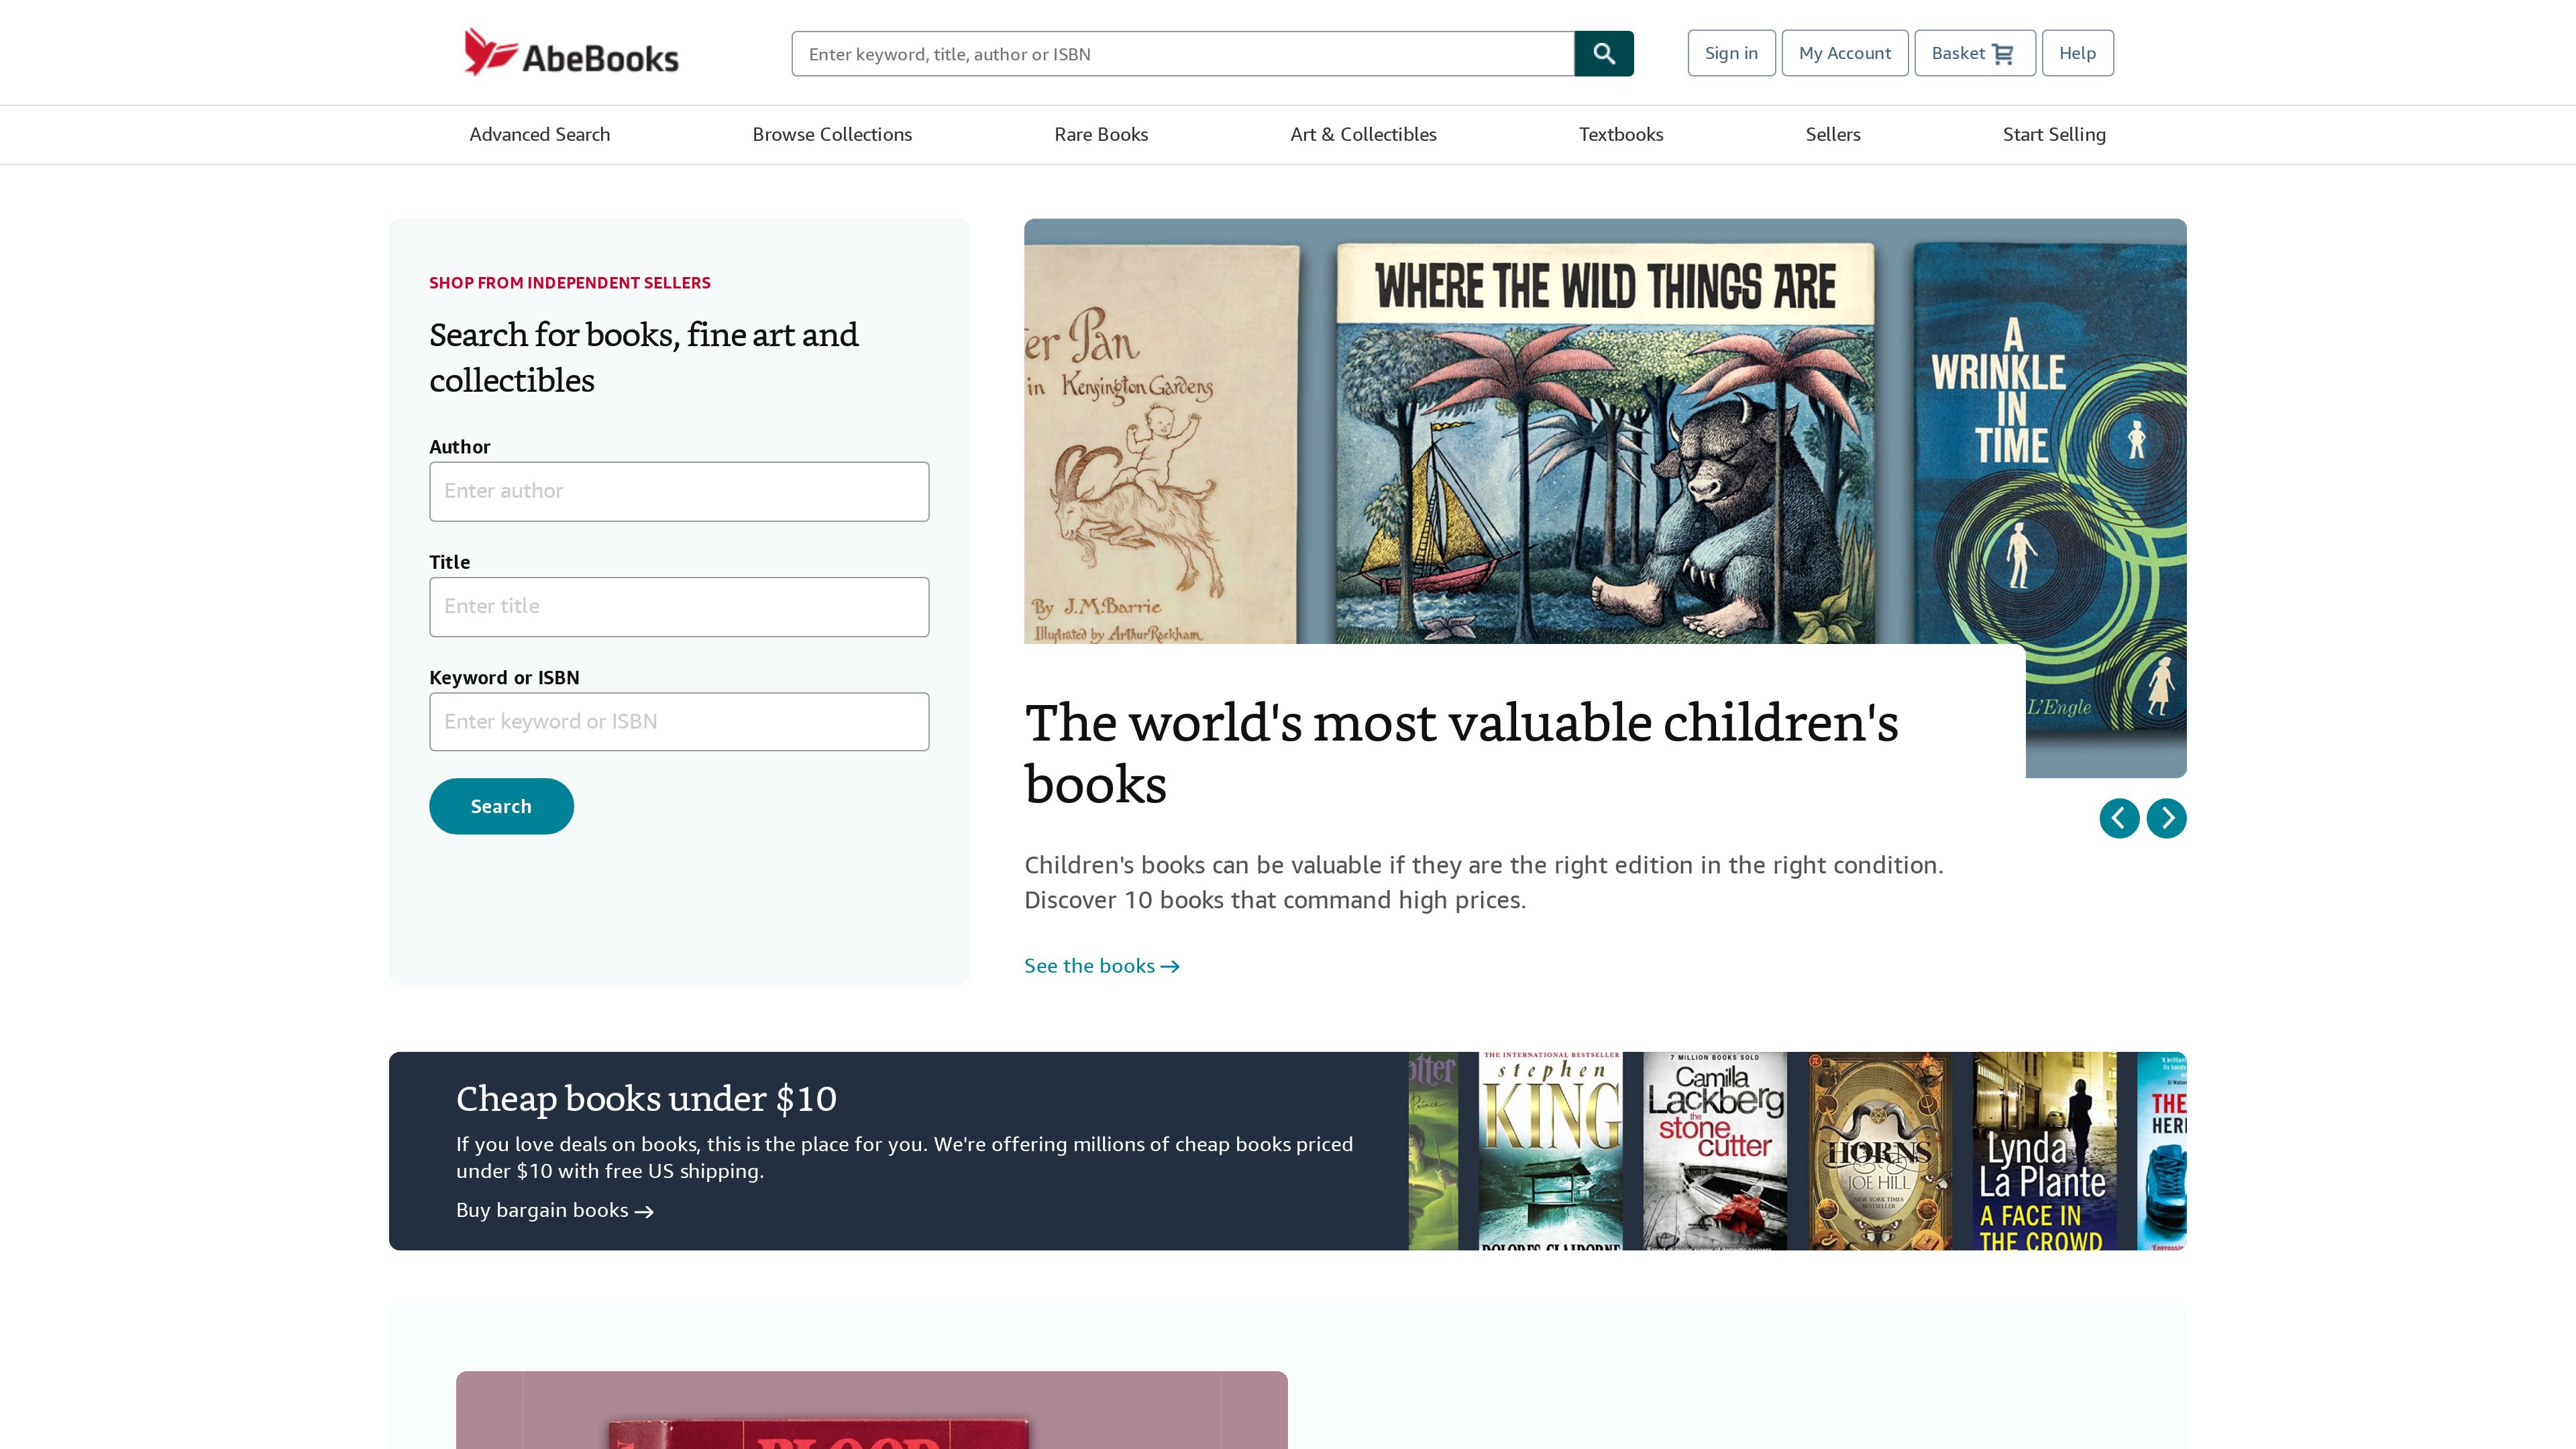 AbeBooks
Enter keyword, title, author or ISBN
Sign in
My Account
Basket
Help
Advanced Search
Browse Collections
Rare Books
Art & Collectibles
Textbooks
Sellers
Start Selling
SHOP FROM INDEPENDENT SELLERS
Search for books, fine art and
collectibles
Author
Enter author
Title
Enter title
Keyword or ISBN
Enter keyword or ISBN
Search
er Pan
in Kensington Gardens
By J.M.Barrie
Illustrated by Arthur Rackham
WHERE THE WILD THINGS ARE
A
WRINKLE
IN
TIME
L'Engle
The world's most valuable children's
books
Children's books can be valuable if they are the right edition in the right condition.
Discover 10 books that command high prices.
See the books
Cheap books under $10
If you love deals on books, this is the place for you. We're offering millions of cheap books priced
under $10 with free US shipping.
Buy bargain books
otter
Prince
THE INTERNATIONAL BESTSELLER
stephen
KING
DOLORES CLAIBORNE
7 MILLION BOOKS SOLD
Camilla
Lackberg
the
stone
cutter
HORNS
JOE HILL
NEW YORK TIMES
BESTSELLER
Lynda
La Plante
A FACE IN
THE CROWD
THE
HER
BLOOD